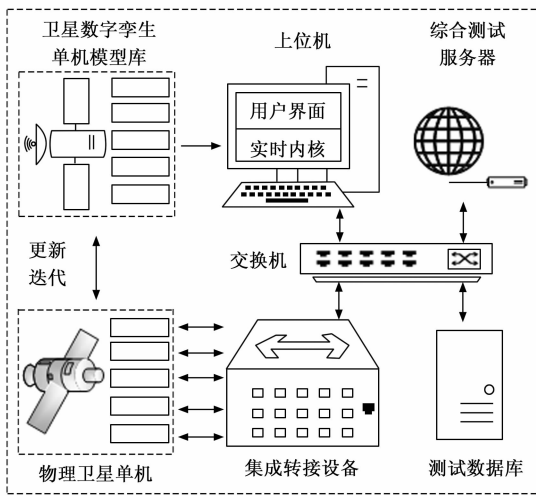 卫星数字孪生
单机模型库
上位机
综合测试
服务器
用户界面
实时内核
更新
迭代
交换机
物理卫星单机
集成转接设备
测试数据库